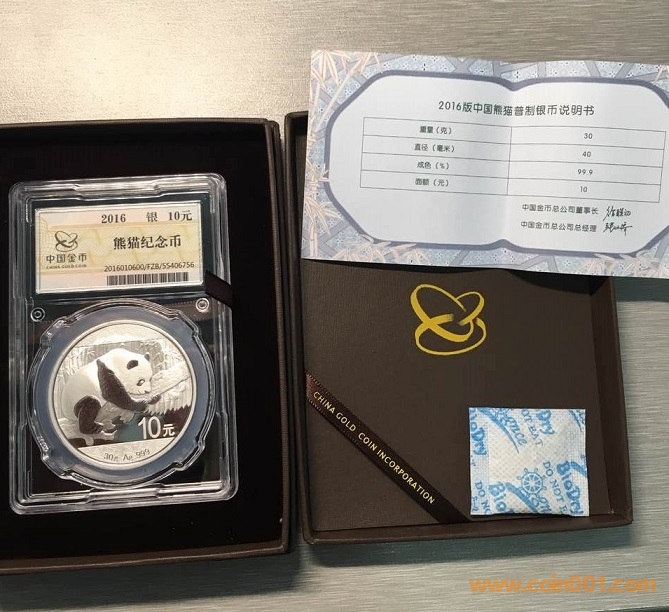 2016 银 10元
熊猫纪念币
中国金币
CHINA GOLD COIN
2016010600/FZB/S5406756
10元
30g Ag .999
2016版中国熊猫普制银币说明书
重量（克） 30
直径（毫米） 40
成色（%） 99.9
面额（元） 10
中国金币总公司董事长
中国金币总公司总经理
CHINA GOLD COIN INCORPORATION
BioDry
DO NOT EAT
www.coin001.com